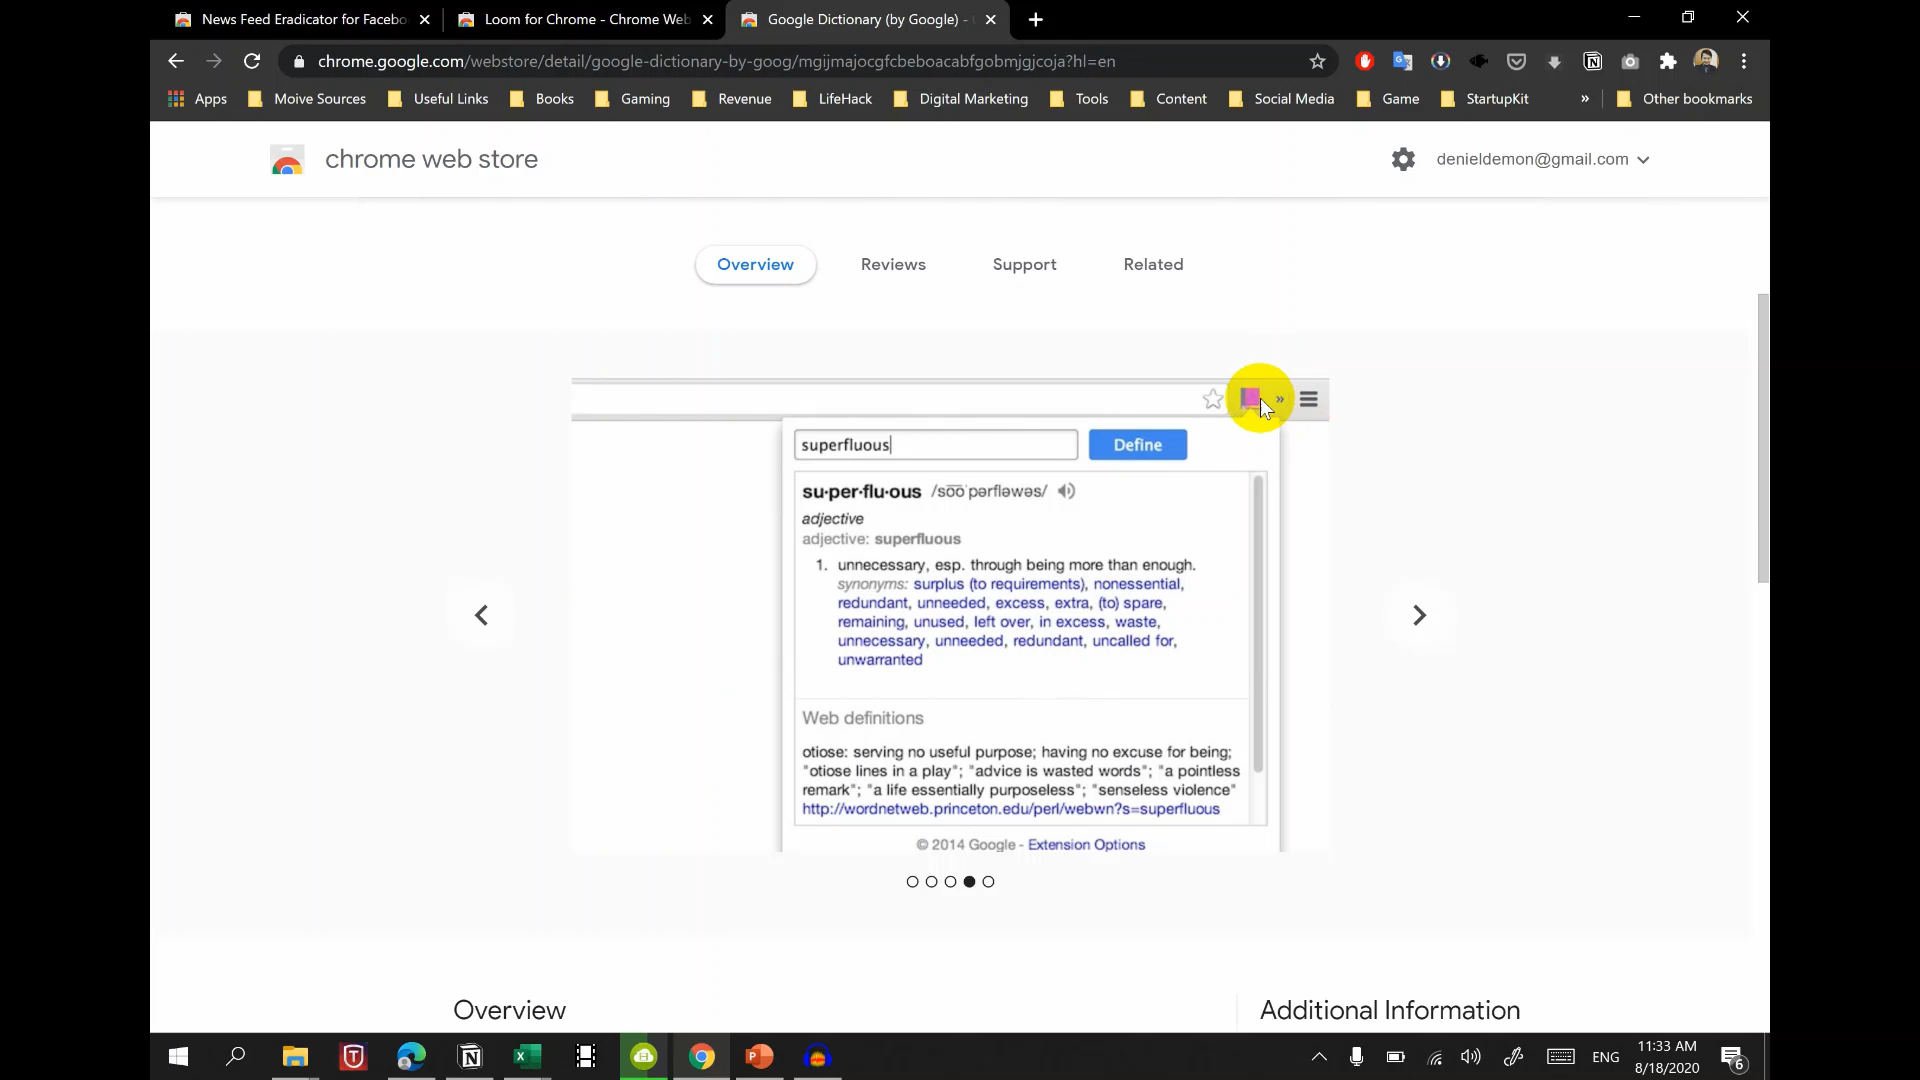 News Feed Eradicator for Facebo
Loom for Chrome - Chrome Web
Google Dictionary (by Google) -
chrome.google.com/webstore/detail/google-dictionary-by-goog/mgijmajocgfcbeboacabfgobmjgjcoja?hl=en
Apps Moive Sources Useful Links Books Gaming Revenue LifeHack Digital Marketing Tools Content Social Media Game StartupKit » Other bookmarks
chrome web store
denieldemon@gmail.com
Overview Reviews Support Related
»
superfluous
Define
su·per·flu·ous /so͞oˈpərfləwəs/
adjective
adjective: superfluous
1. unnecessary, esp. through being more than enough.
synonyms: surplus (to requirements), nonessential,
redundant, unneeded, excess, extra, (to) spare,
remaining, unused, left over, in excess, waste,
unnecessary, unneeded, redundant, uncalled for,
unwarranted
Web definitions
otiose: serving no useful purpose; having no excuse for being;
"otiose lines in a play"; "advice is wasted words"; "a pointless
remark"; "a life essentially purposeless"; "senseless violence"
http://wordnetweb.princeton.edu/perl/webwn?s=superfluous
© 2014 Google - Extension Options
Overview
Additional Information
ENG
11:33 AM
8/18/2020
6